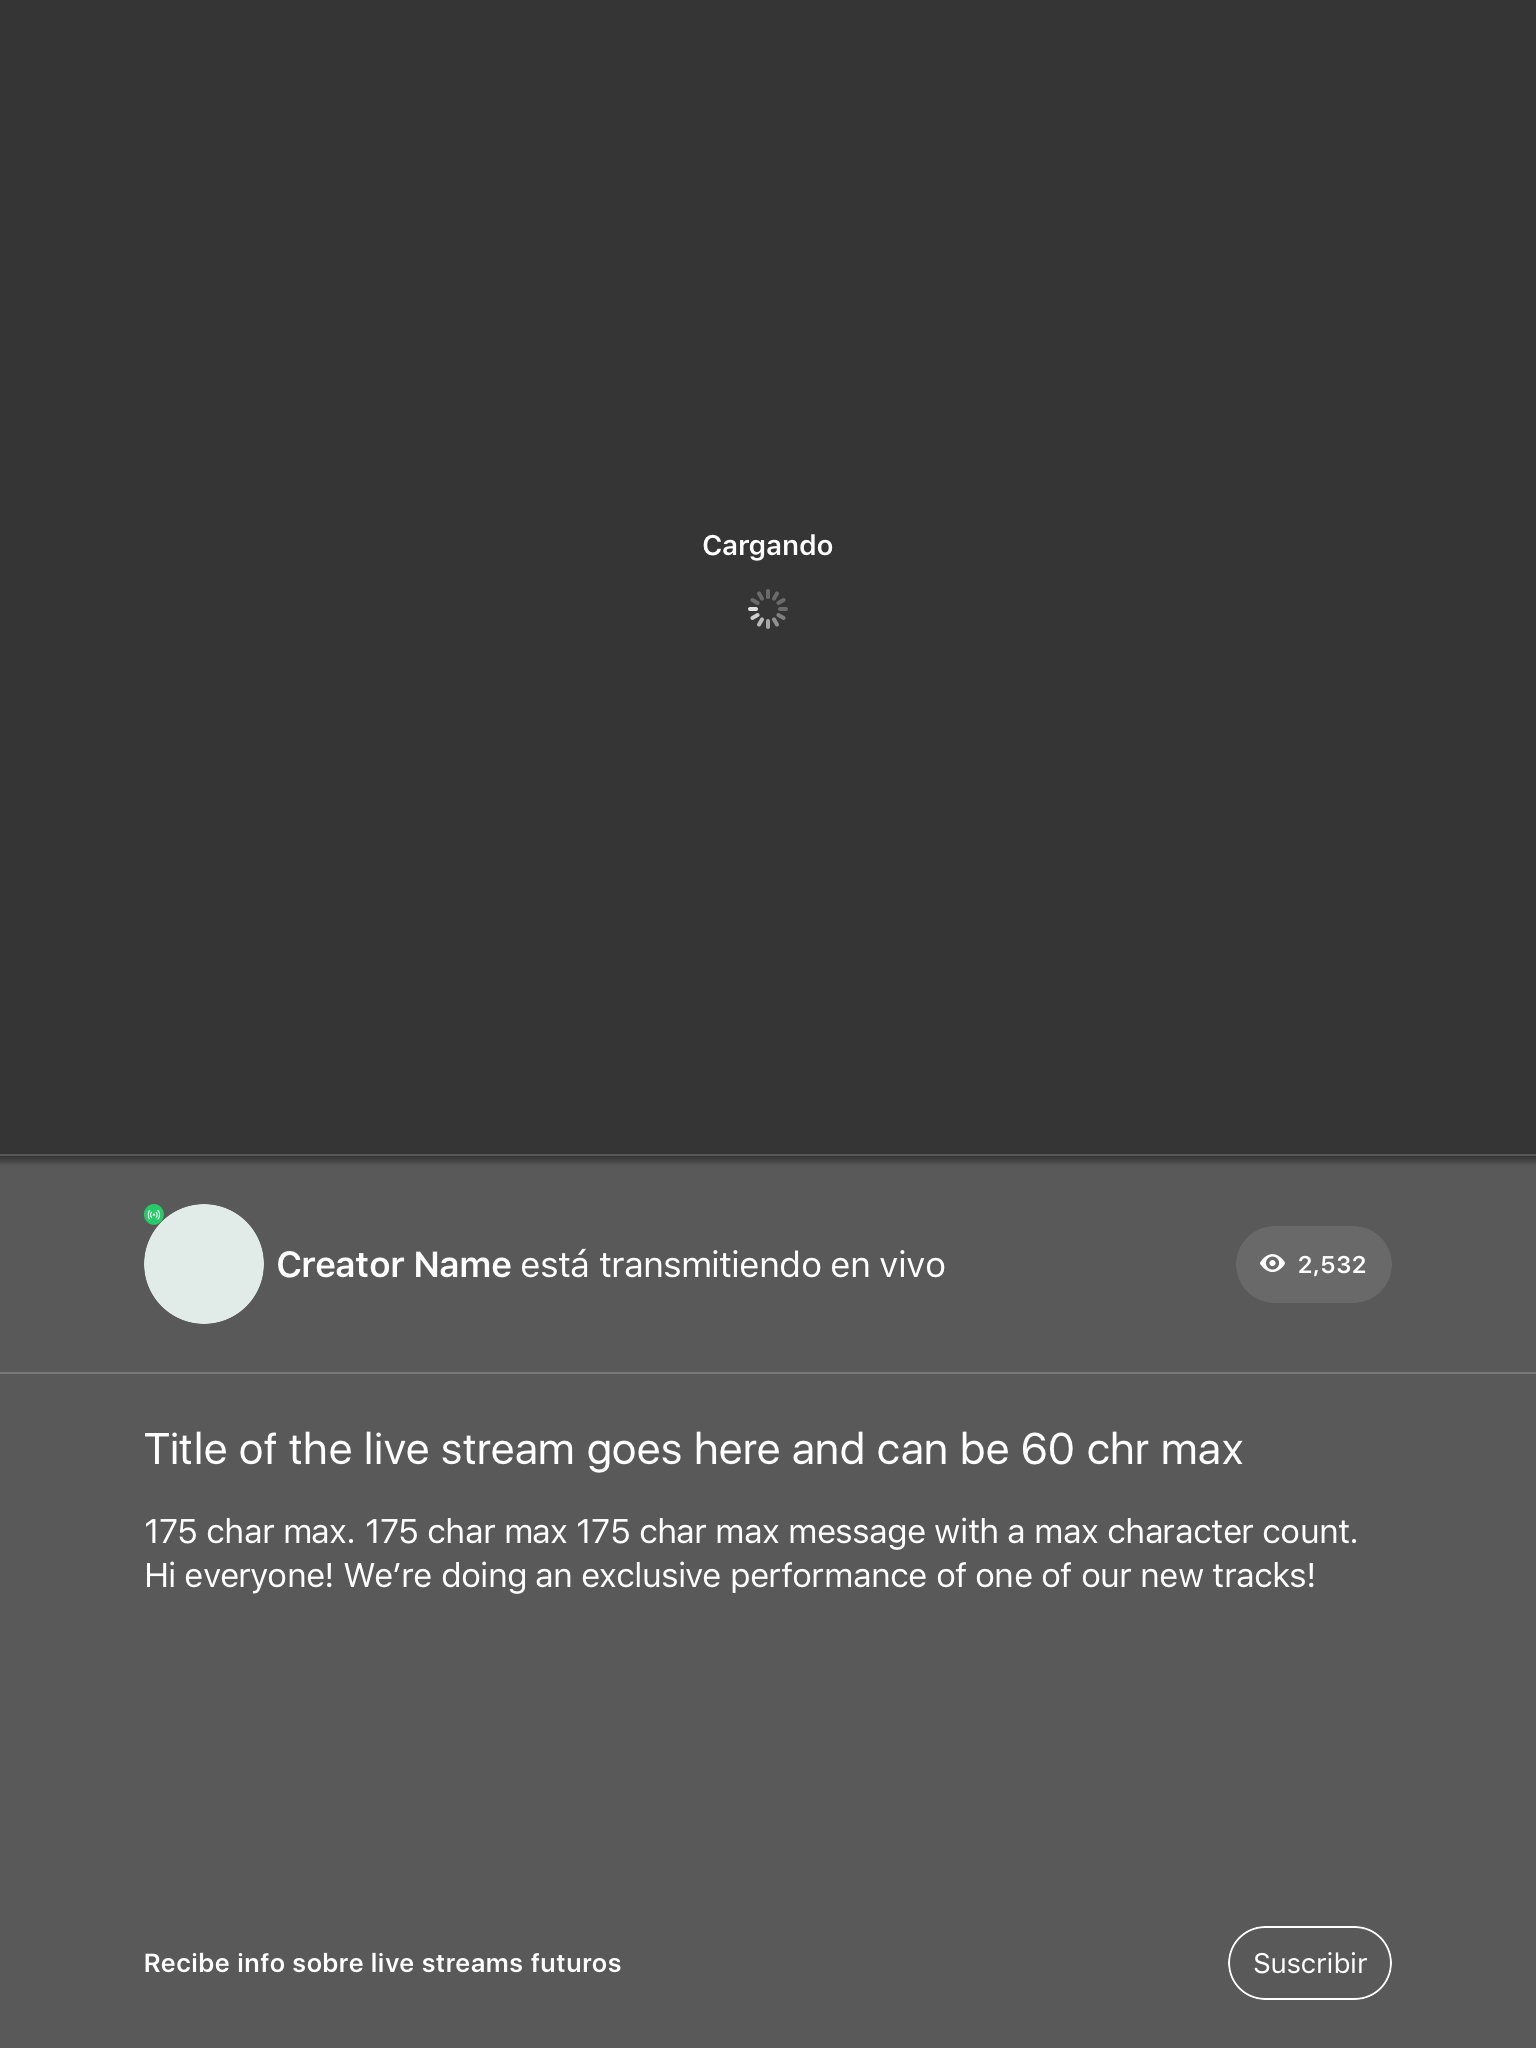 Cargando
Creator Name está transmitiendo en vivo
2,532
Title of the live stream goes here and can be 60 chr max
175 char max. 175 char max 175 char max message with a max character count.
Hi everyone! We’re doing an exclusive performance of one of our new tracks!
Recibe info sobre live streams futuros
Suscribir